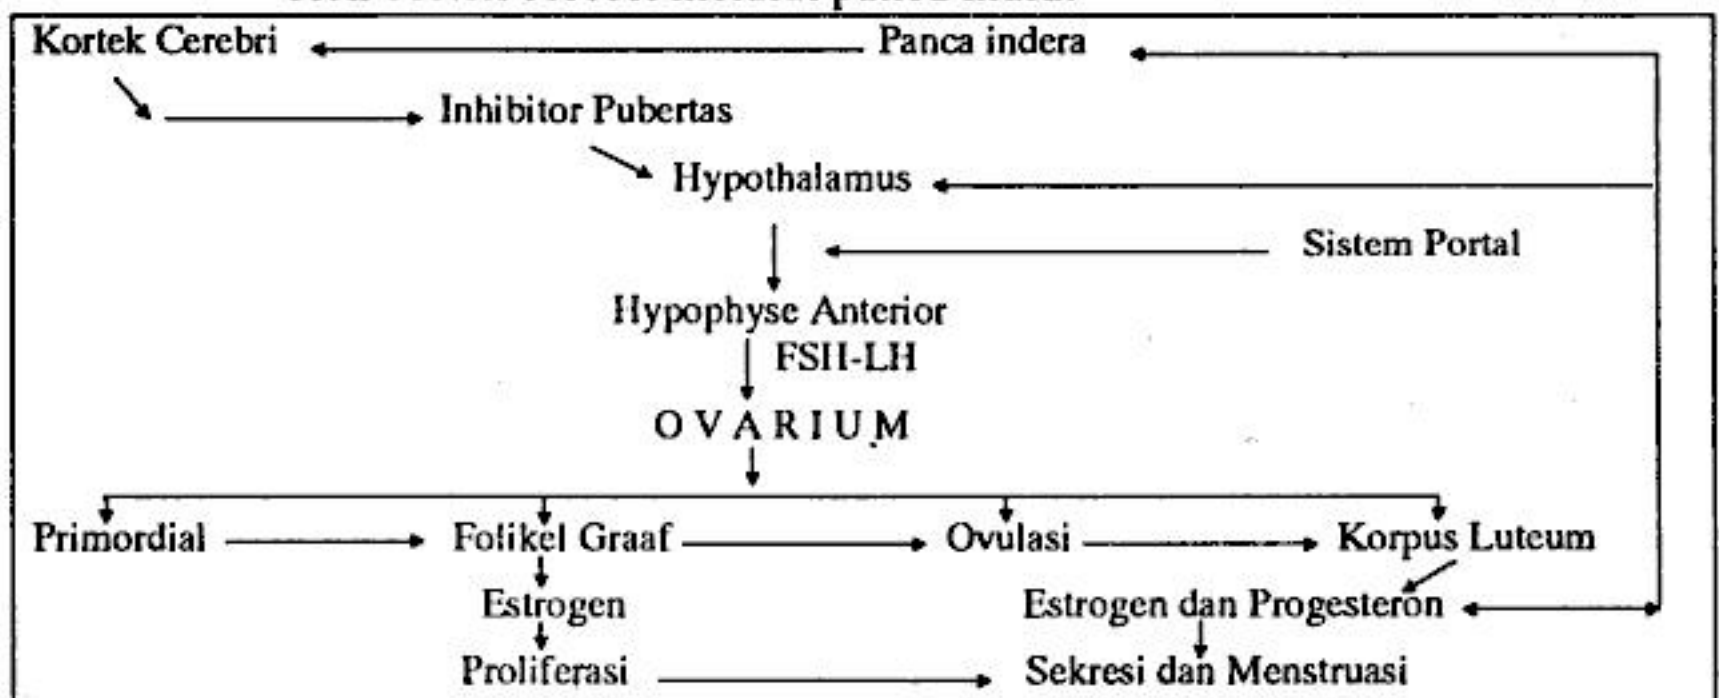 Kortek Cerebri Panca indera
Inhibitor Pubertas
Hypothalamus
Sistem Portal
Hypophyse Anterior
FSH-LH
OVARIUM
Primordial Folikel Graaf Ovulasi Korpus Luteum
Estrogen Estrogen dan Progesteron
Proliferasi Sekresi dan Menstruasi